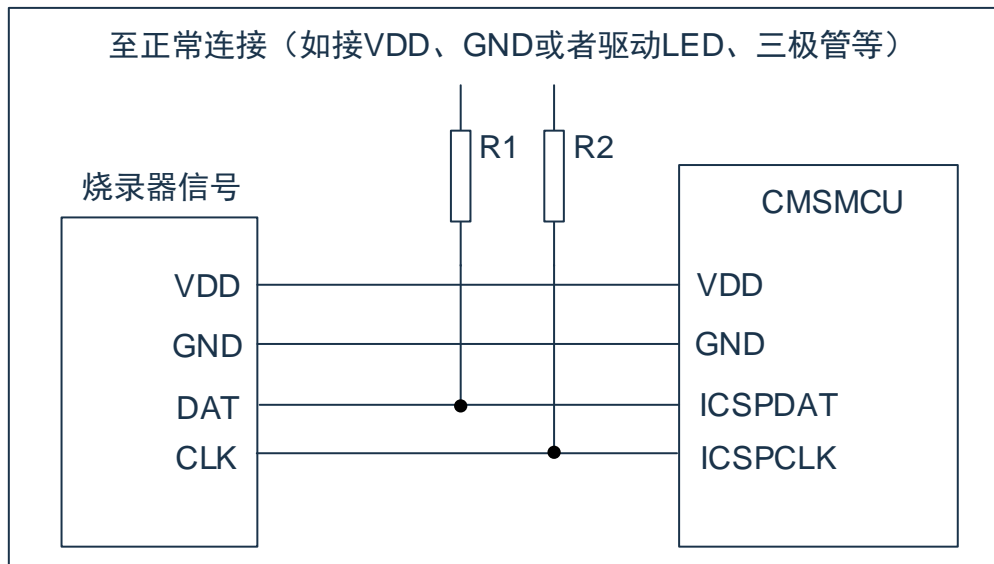 至正常连接（如接VDD、GND或者驱动LED、三极管等）
R1
R2
烧录器信号
CMSMCU
VDD
VDD
GND
GND
DAT
ICSPDAT
CLK
ICSPCLK